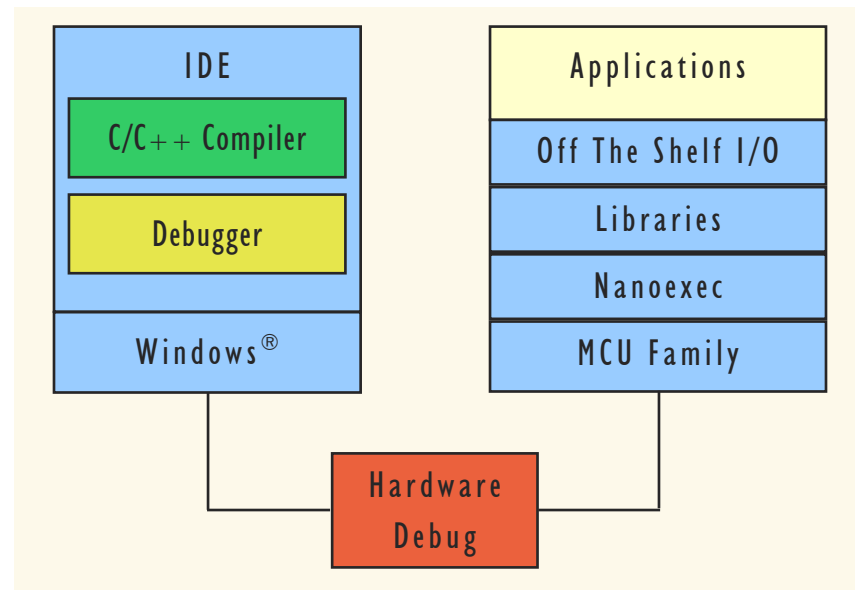 IDE
C/C++ Compiler
Debugger
Windows®
Applications
Off The Shelf I/O
Libraries
Nanoexec
MCU Family
Hardware
Debug